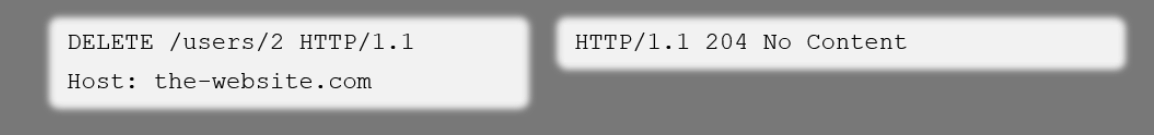 DELETE /users/2 HTTP/1.1
Host: the-website.com
HTTP/1.1 204 No Content